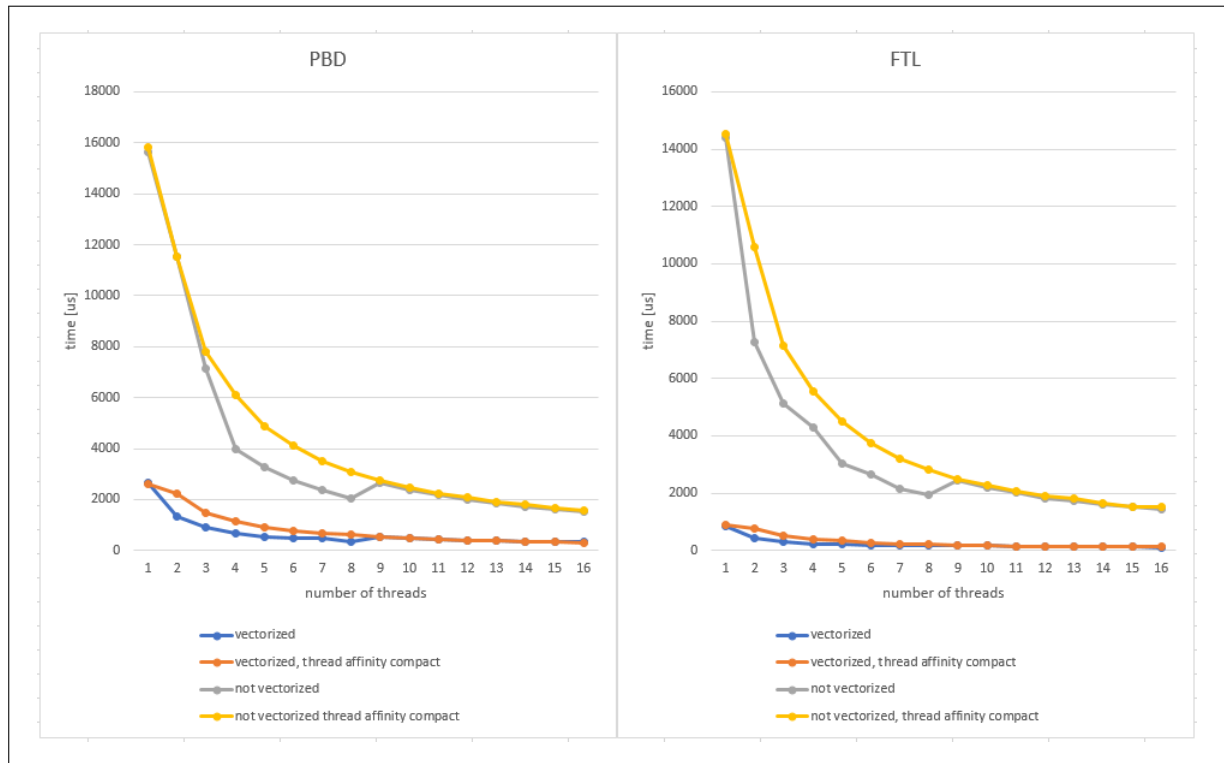 PBD
18000
16000
14000
12000
10000
8000
6000
4000
2000
0
time [us]
1 2 3 4 5 6 7 8 9 10 11 12 13 14 15 16
number of threads
vectorized
vectorized, thread affinity compact
not vectorized
not vectorized thread affinity compact
FTL
16000
14000
12000
10000
8000
6000
4000
2000
0
time [us]
1 2 3 4 5 6 7 8 9 10 11 12 13 14 15 16
number of threads
vectorized
vectorized, thread affinity compact
not vectorized
not vectorized, thread affinity compact